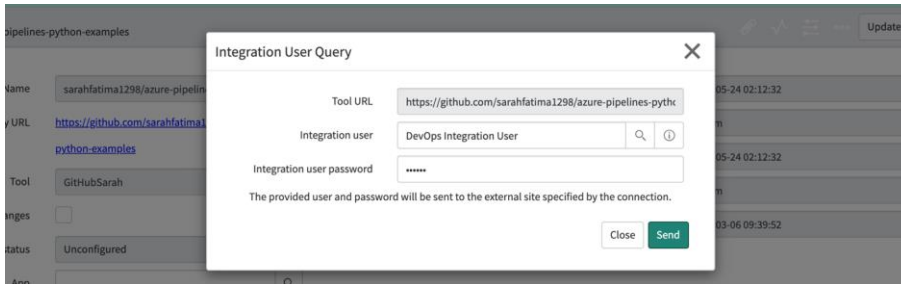 pipelines-python-examples
Update
Integration User Query
Name
sarahfatima1298/azure-pipelin
Tool URL
https://github.com/sarahfatima1298/azure-pipelines-pythc
05-24 02:12:32
y URL
https://github.com/sarahfatima1
python-examples
Integration user
DevOps Integration User
m
Integration user password
••••••
05-24 02:12:32
Tool
GitHubSarah
The provided user and password will be sent to the external site specified by the connection.
m
anges
Close
Send
03-06 09:39:52
status
Unconfigured
App